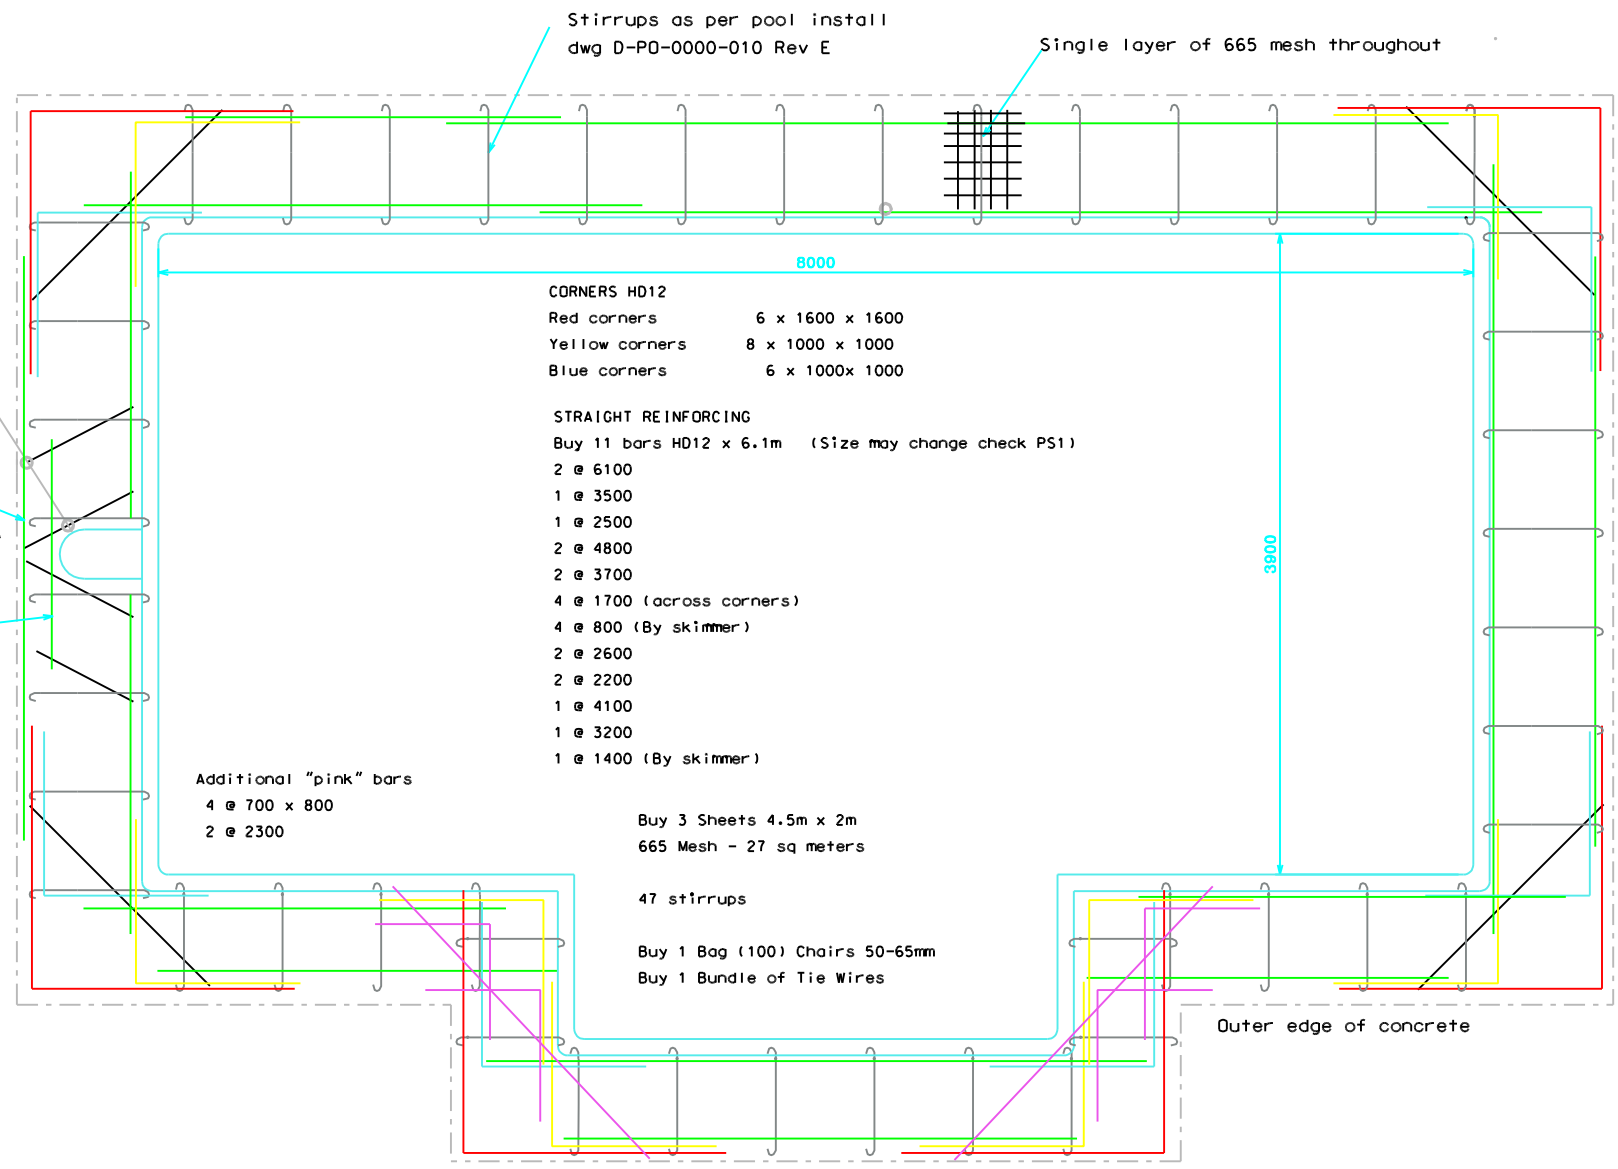 Stirrups as per pool install
dwg D-PO-0000-010 Rev E
Single layer of 665 mesh throughout
8000
CORNERS HD12
Red corners 6 x 1600 x 1600
Yellow corners 8 x 1000 x 1000
Blue corners 6 x 1000x 1000
STRAIGHT REINFORCING
Buy 11 bars HD12 x 6.1m (Size may change check PS1)
2 @ 6100
1 @ 3500
1 @ 2500
2 @ 4800
2 @ 3700
4 @ 1700 (across corners)
4 @ 800 (By skimmer)
2 @ 2600
2 @ 2200
1 @ 4100
1 @ 3200
1 @ 1400 (By skimmer)
3900
Additional "pink" bars
4 @ 700 x 800
2 @ 2300
Buy 3 Sheets 4.5m x 2m
665 Mesh - 27 sq meters
47 stirrups
Buy 1 Bag (100) Chairs 50-65mm
Buy 1 Bundle of Tie Wires
Outer edge of concrete